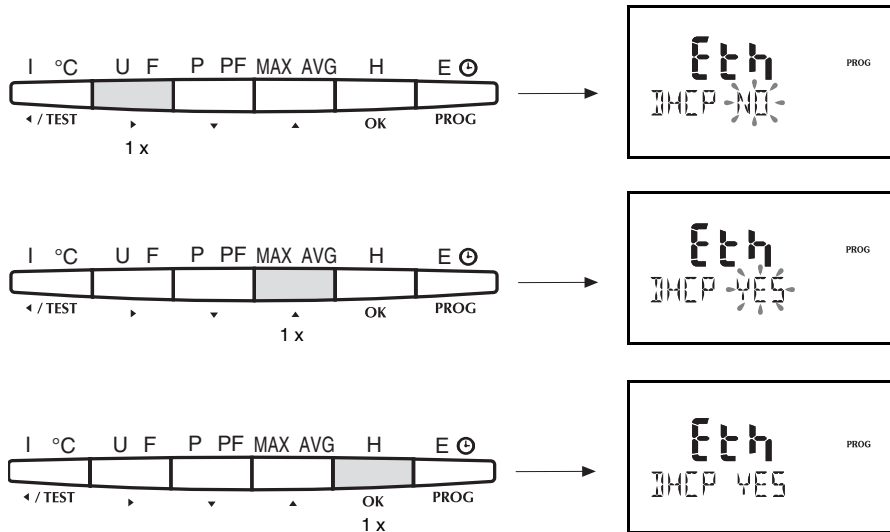 I °C U F P PF MAX AVG H E
◂ / TEST ▸ ▾ ▴ OK PROG
1 x
Eth PROG
DHCP NO
I °C U F P PF MAX AVG H E
◂ / TEST ▸ ▾ ▴ OK PROG
1 x
Eth PROG
DHCP YES
I °C U F P PF MAX AVG H E
◂ / TEST ▸ ▾ ▴ OK PROG
1 x
Eth PROG
DHCP YES